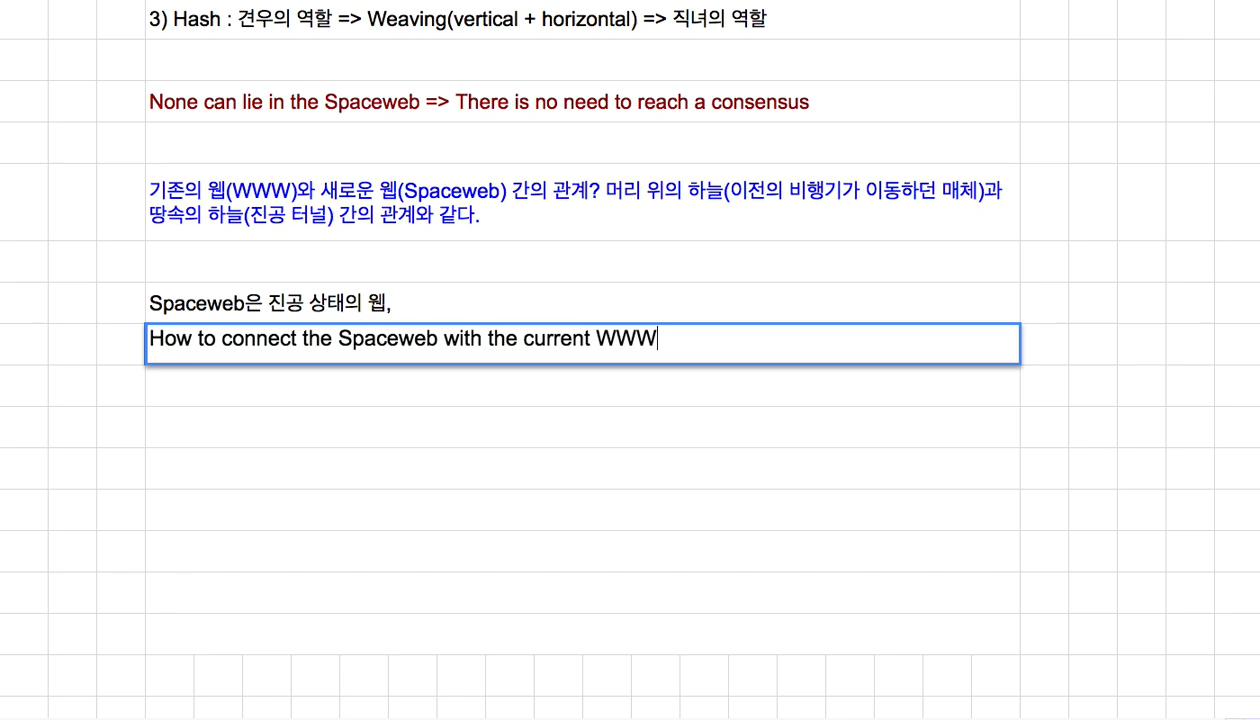 3) Hash : 견우의 역할 => Weaving(vertical + horizontal) => 직녀의 역할
None can lie in the Spaceweb => There is no need to reach a consensus
기존의 웹(WWW)와 새로운 웹(Spaceweb) 간의 관계? 머리 위의 하늘(이전의 비행기가 이동하던 매체)과
땅속의 하늘(진공 터널) 간의 관계와 같다.
Spaceweb은 진공 상태의 웹,
How to connect the Spaceweb with the current WWW